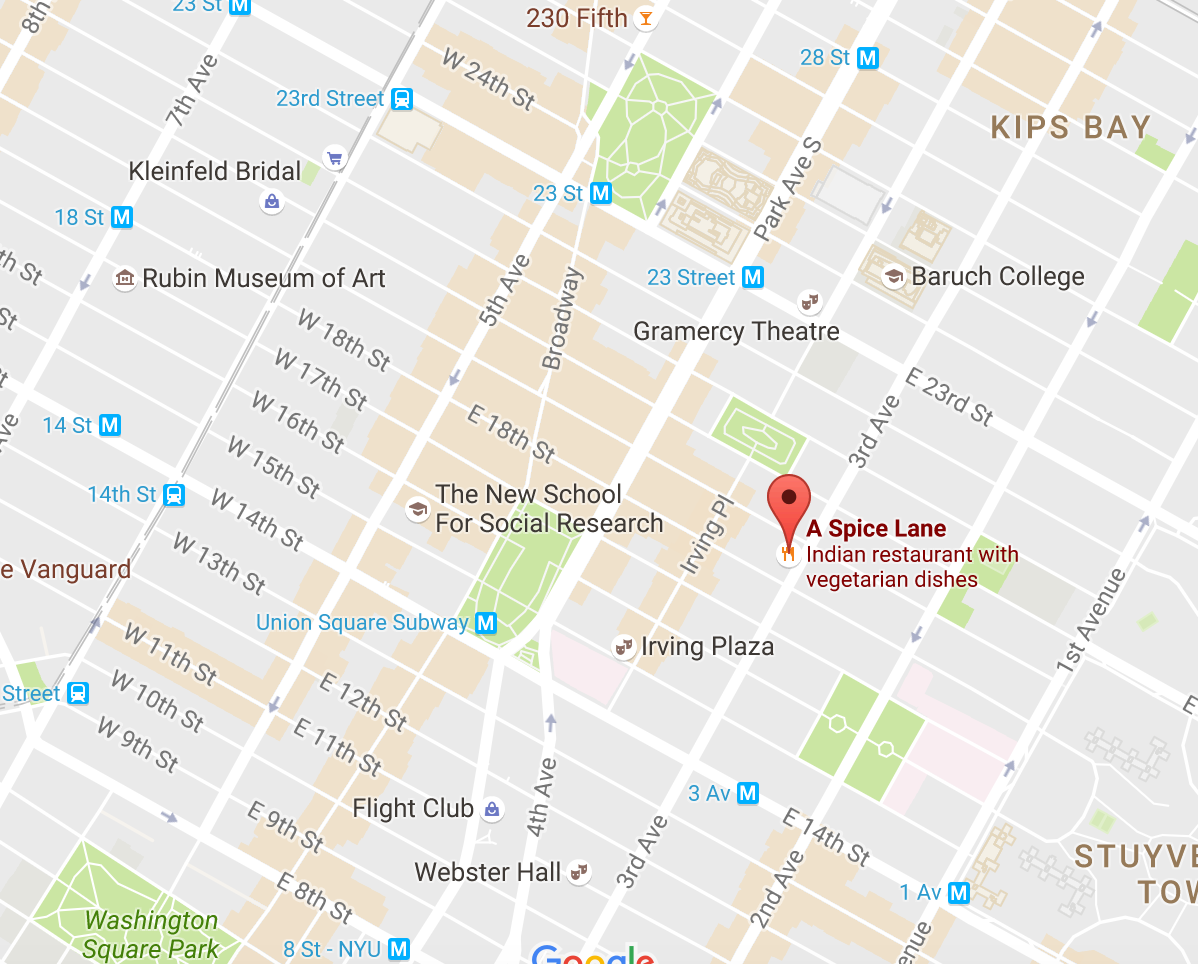 23 St
8th
230 Fifth
28 St
W 24th St
7th Ave
23rd Street
KIPS BAY
Kleinfeld Bridal
Park Ave S
23 St
18 St
th St
Rubin Museum of Art
23 Street
Baruch College
5th Ave
Broadway
Gramercy Theatre
St
W 18th St
W 17th St
E 23rd St
W 16th St
E 18th St
3rd Ave
14 St
Ave
W 15th St
14th St
The New School
For Social Research
W 14th St
Irving Pl
A Spice Lane
Indian restaurant with
vegetarian dishes
W 13th St
e Vanguard
1st Avenue
Union Square Subway
Irving Plaza
W 11th St
Street
W 10th St
E 12th St
E
W 9th St
E 11th St
3 Av
Flight Club
4th Ave
E 9th St
E 14th St
3rd Ave
STUYVE
TOW
Webster Hall
2nd Ave
1 Av
E 8th St
Washington
Square Park
8 St - NYU
enue
Google